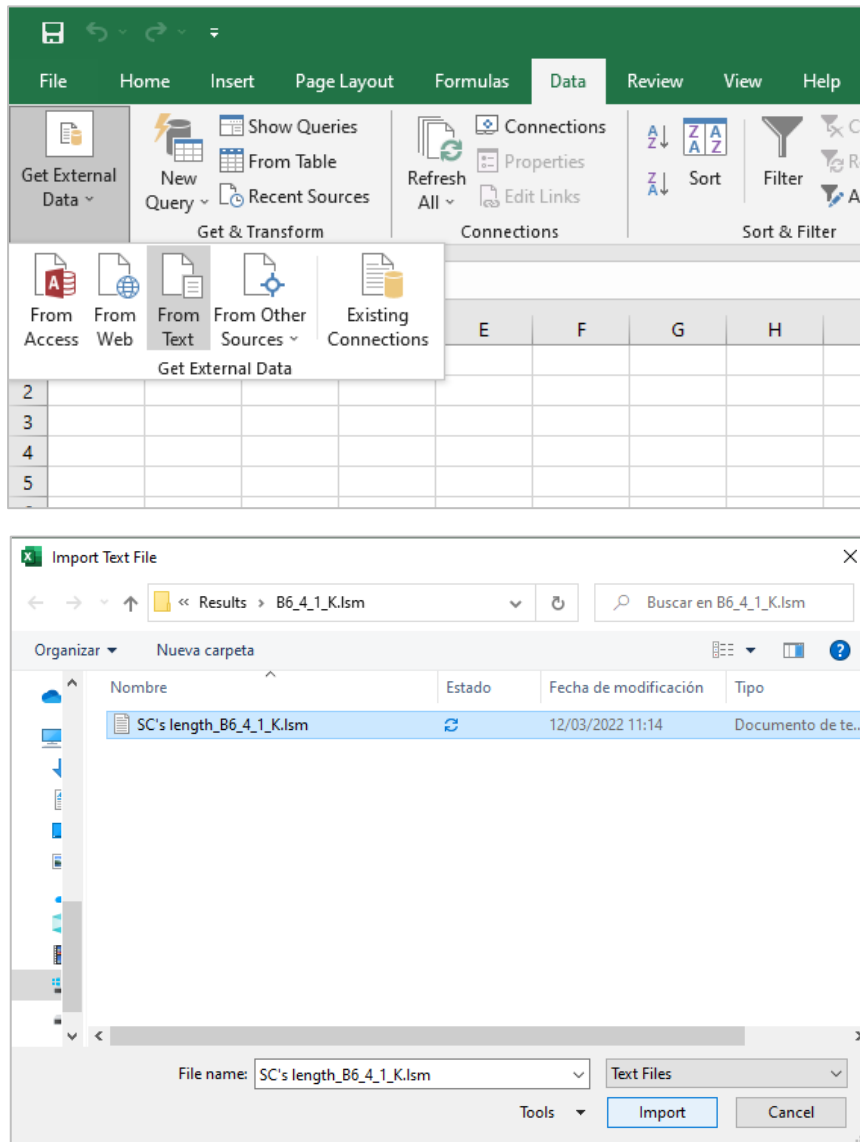 File Home Insert Page Layout Formulas Data Review View Help
Get External Data
New Query
Show Queries
From Table
Recent Sources
Get & Transform
Refresh All
Connections
Properties
Edit Links
Connections
A Z
Z A
Z A
A Z
Sort
Filter
C
R
A
Sort & Filter
From Access
From Web
From Text
From Other Sources
Existing Connections
Get External Data
E F G H
2
3
4
5
Import Text File
« Results › B6_4_1_K.lsm
Buscar en B6_4_1_K.lsm
Organizar Nueva carpeta
Nombre Estado Fecha de modificación Tipo
SC's length_B6_4_1_K.lsm 12/03/2022 11:14 Documento de te...
File name: SC's length_B6_4_1_K.lsm Text Files
Tools Import Cancel